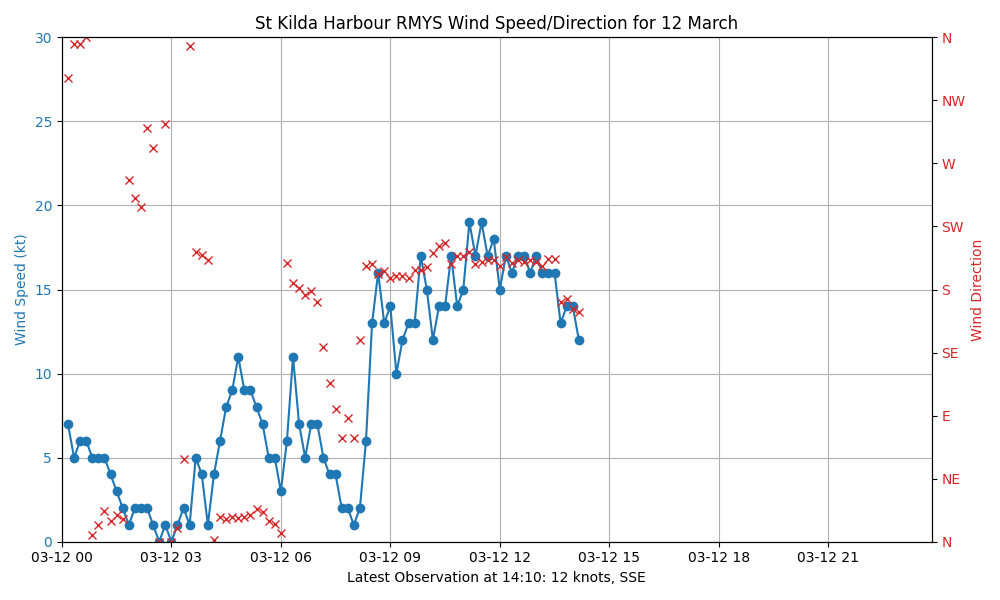 St Kilda Harbour RMYS Wind Speed/Direction for 12 March
30
25
20
15
10
5
0
Wind Speed (kt)
N
NW
W
SW
S
SE
E
NE
N
Wind Direction
03-12 00
03-12 03
03-12 06
03-12 09
03-12 12
03-12 15
03-12 18
03-12 21
Latest Observation at 14:10: 12 knots, SSE